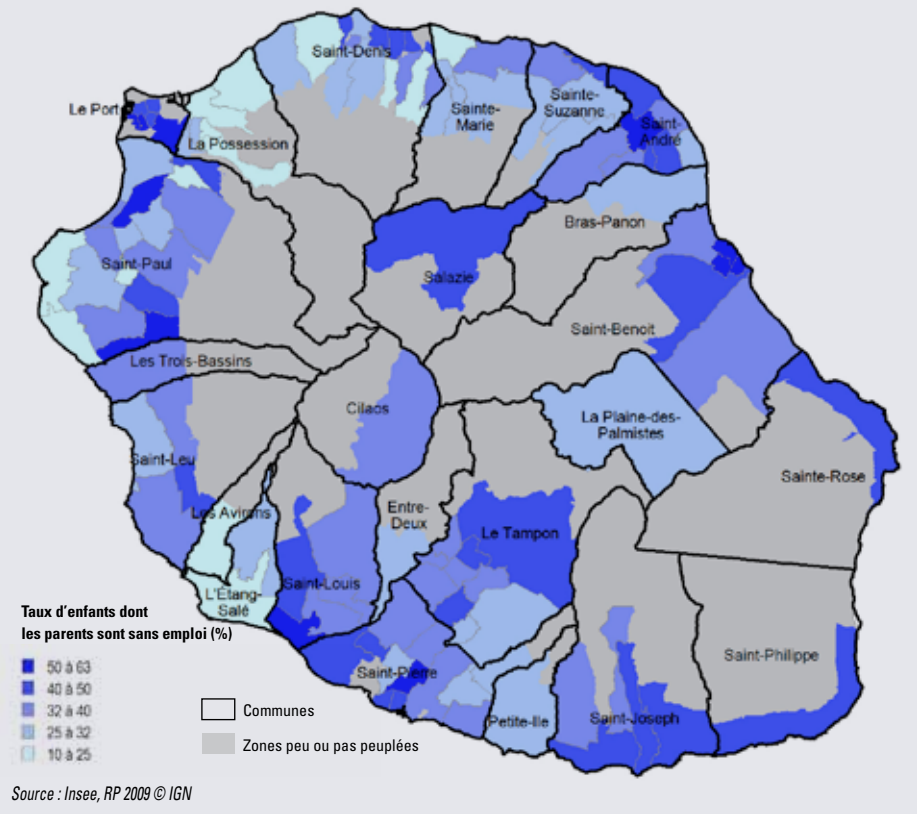 Saint-Denis
Le Port
Sainte-
Marie
Sainte-
Suzanne
Saint-
André
La Possession
Bras-Panon
Saint-Paul
Salazie
Saint-Benoit
Les Trois-Bassins
Cilaos
La Plaine-des-
Palmistes
Saint-Leu
Sainte-Rose
Les Avirons
Entre-
Deux
Le Tampon
L'Étang-
Salé
Saint-Louis
Saint-Philippe
Saint-Pierre
Petite-Ile
Saint-Joseph
Taux d'enfants dont
les parents sont sans emploi (%)
50 à 63
40 à 50
32 à 40
25 à 32
10 à 25
Communes
Zones peu ou pas peuplées
Source : Insee, RP 2009 © IGN